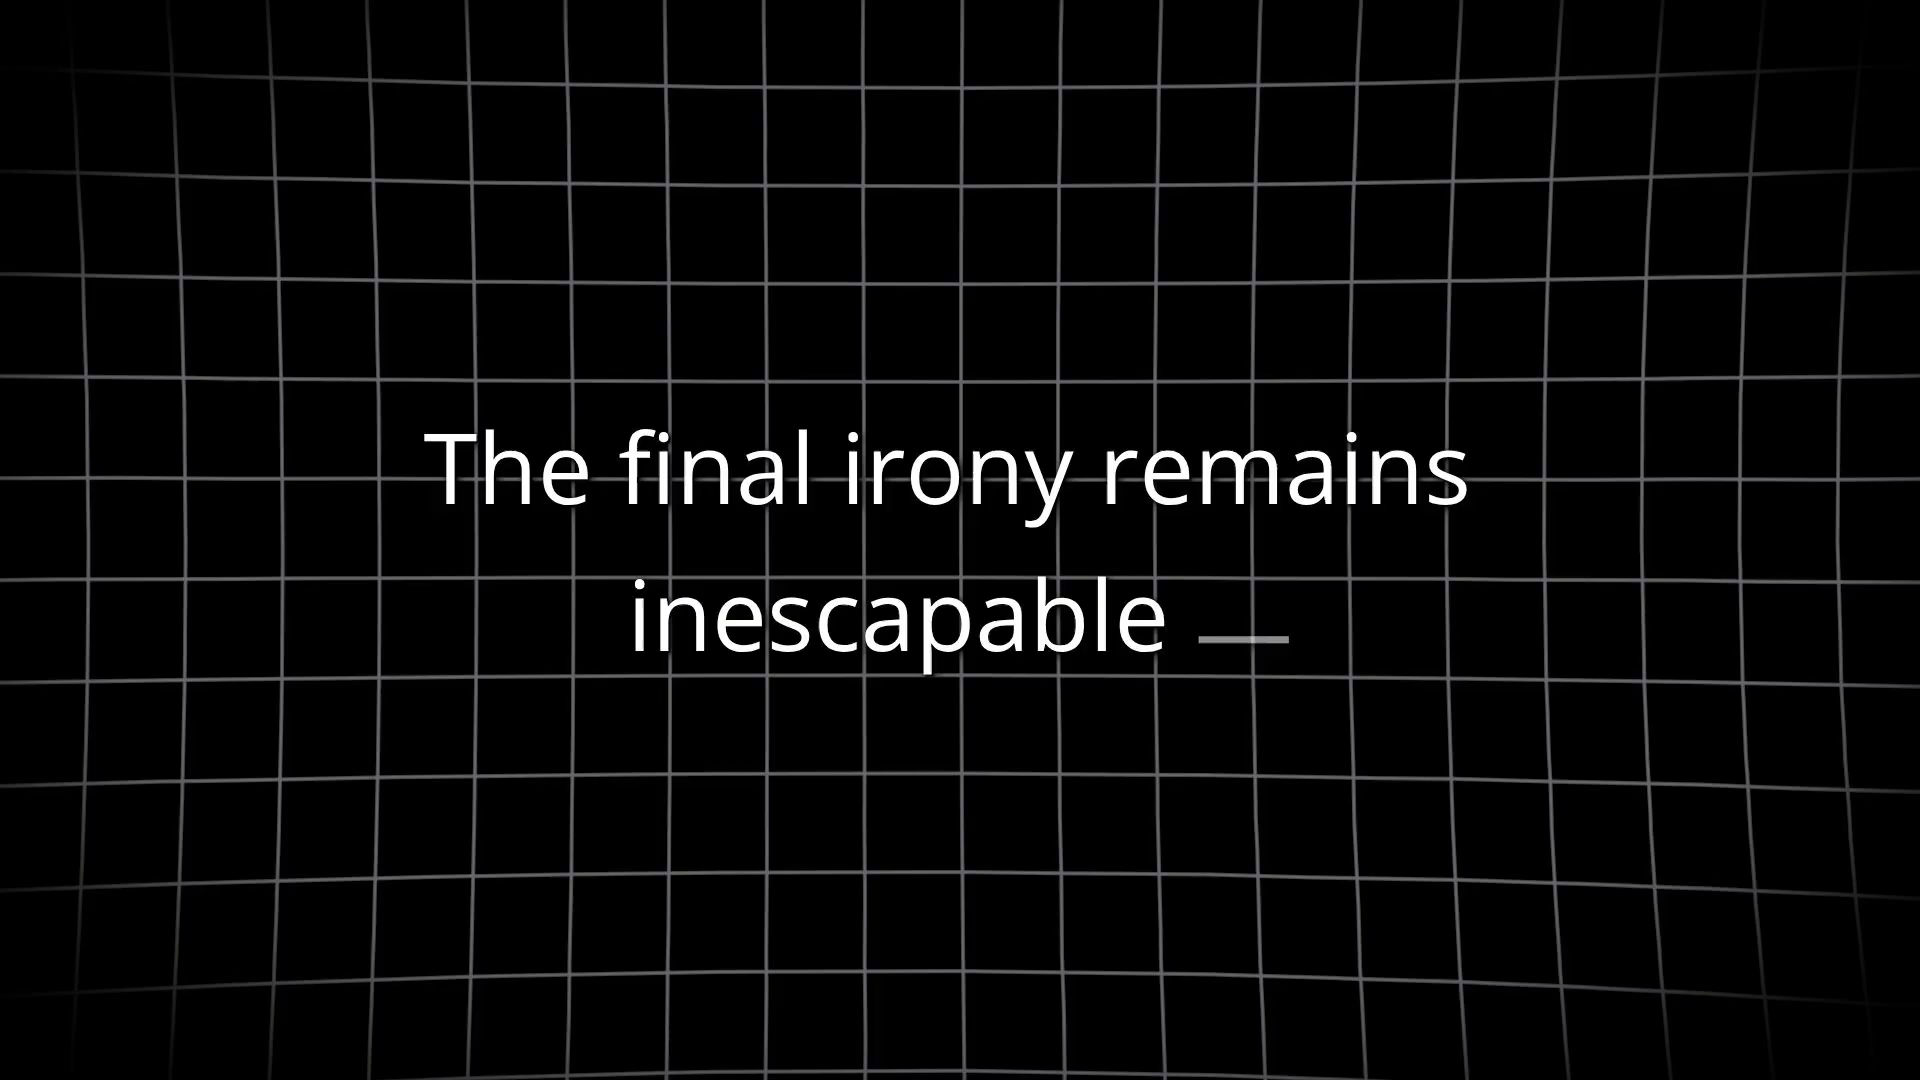 The final irony remains
inescapable —